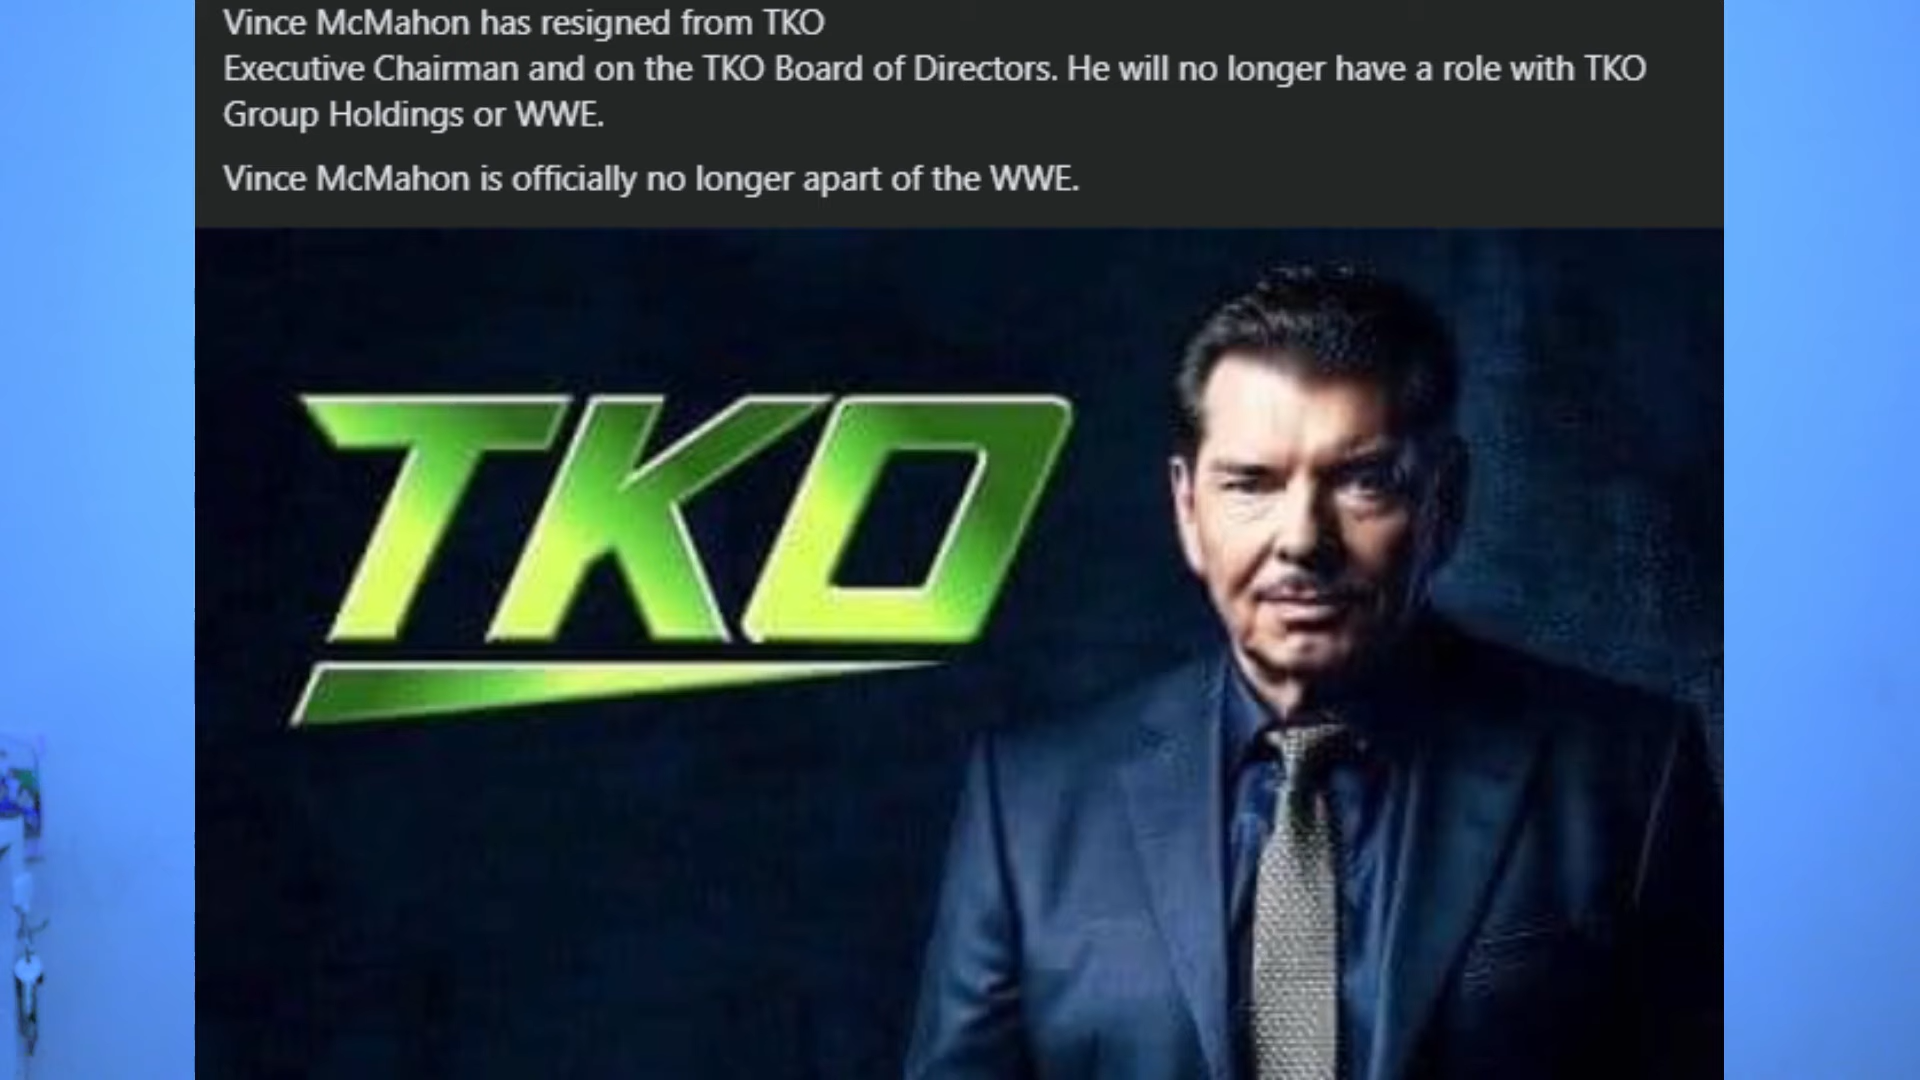 Vince McMahon has resigned from TKO
Executive Chairman and on the TKO Board of Directors. He will no longer have a role with TKO
Group Holdings or WWE.
Vince McMahon is officially no longer apart of the WWE.
TKO